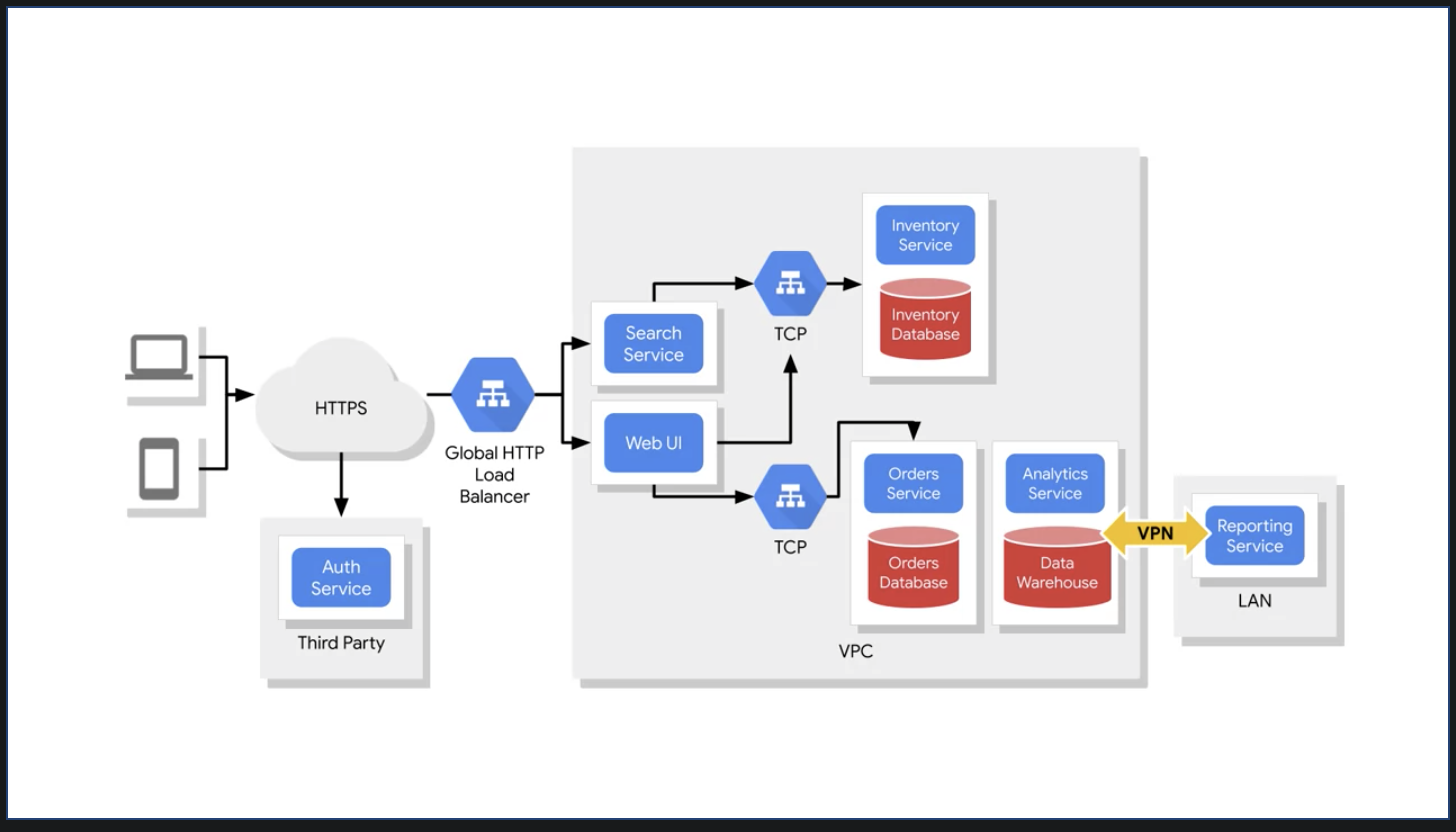 HTTPS
Auth
Service
Third Party
Global HTTP
Load
Balancer
Search
Service
Web UI
TCP
TCP
Inventory
Service
Inventory
Database
Orders
Service
Orders
Database
Analytics
Service
Data
Warehouse
VPC
VPN
Reporting
Service
LAN